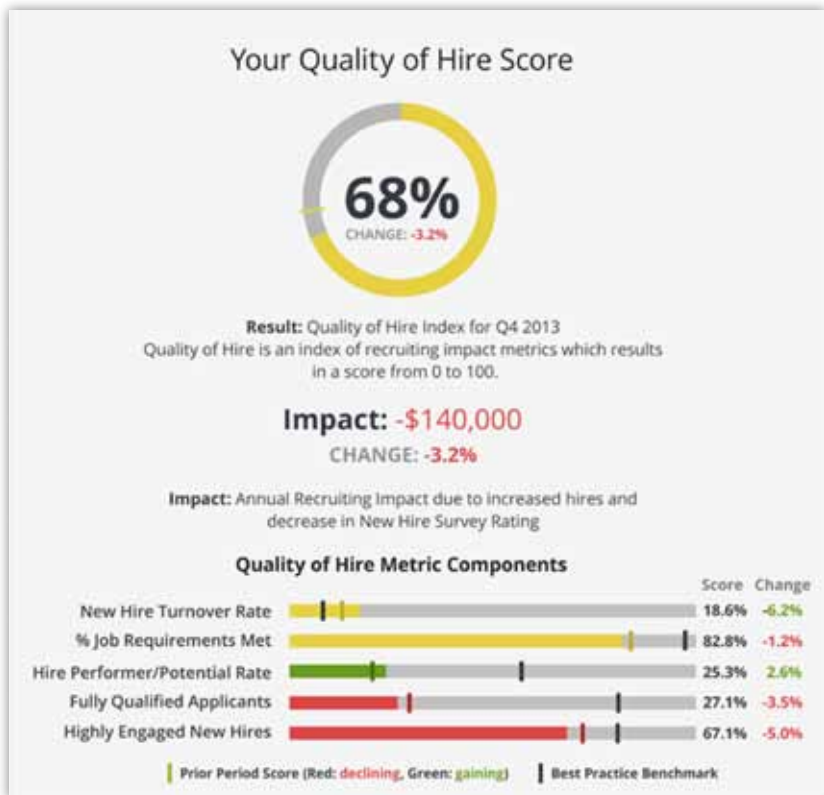 Your Quality of Hire Score
68%
CHANGE: -3.2%
Result: Quality of Hire Index for Q4 2013
Quality of Hire is an index of recruiting impact metrics which results
in a score from 0 to 100.
Impact: -$140,000
CHANGE: -3.2%
Impact: Annual Recruiting Impact due to increased hires and
decrease in New Hire Survey Rating
Quality of Hire Metric Components
Score Change
New Hire Turnover Rate 18.6% -6.2%
% Job Requirements Met 82.8% -1.2%
Hire Performer/Potential Rate 25.3% 2.6%
Fully Qualified Applicants 27.1% -3.5%
Highly Engaged New Hires 67.1% -5.0%
Prior Period Score (Red: declining, Green: gaining) Best Practice Benchmark